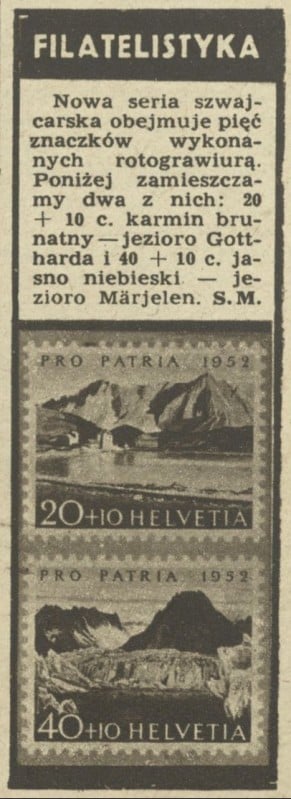 FILATELISTYKA
Nowa seria szwaj-
carska obejmuje pięć
znaczków wykona-
nych rotograwiurą.
Poniżej zamieszcza-
my dwa z nich: 20
+ 10 c. karmin bru-
natny — jezioro Gott-
harda i 40 + 10 c. ja-
sno niebieski — je-
zioro Märjelen. S.M.
PRO PATRIA 1952
20+10 HELVETIA
PRO PATRIA 1952
40+10 HELVETIA